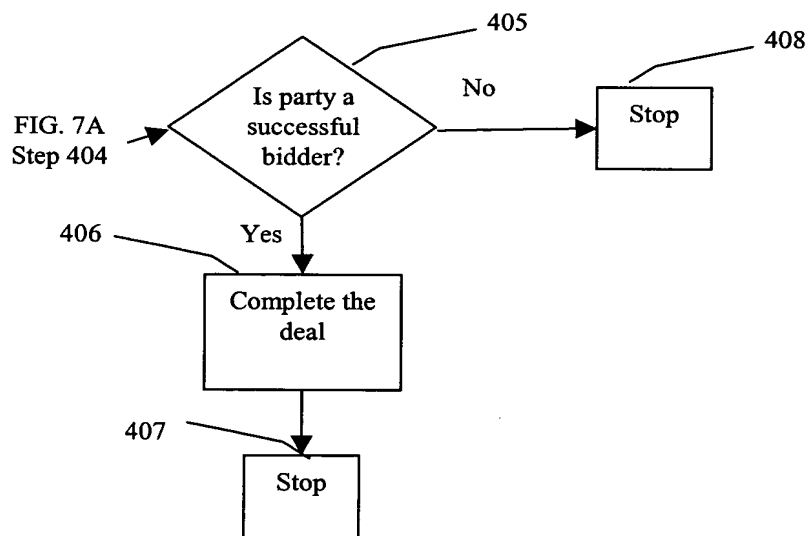 405
408
Is party a
successful
bidder?
No
Stop
FIG. 7A
Step 404
Yes
406
Complete the
deal
407
Stop